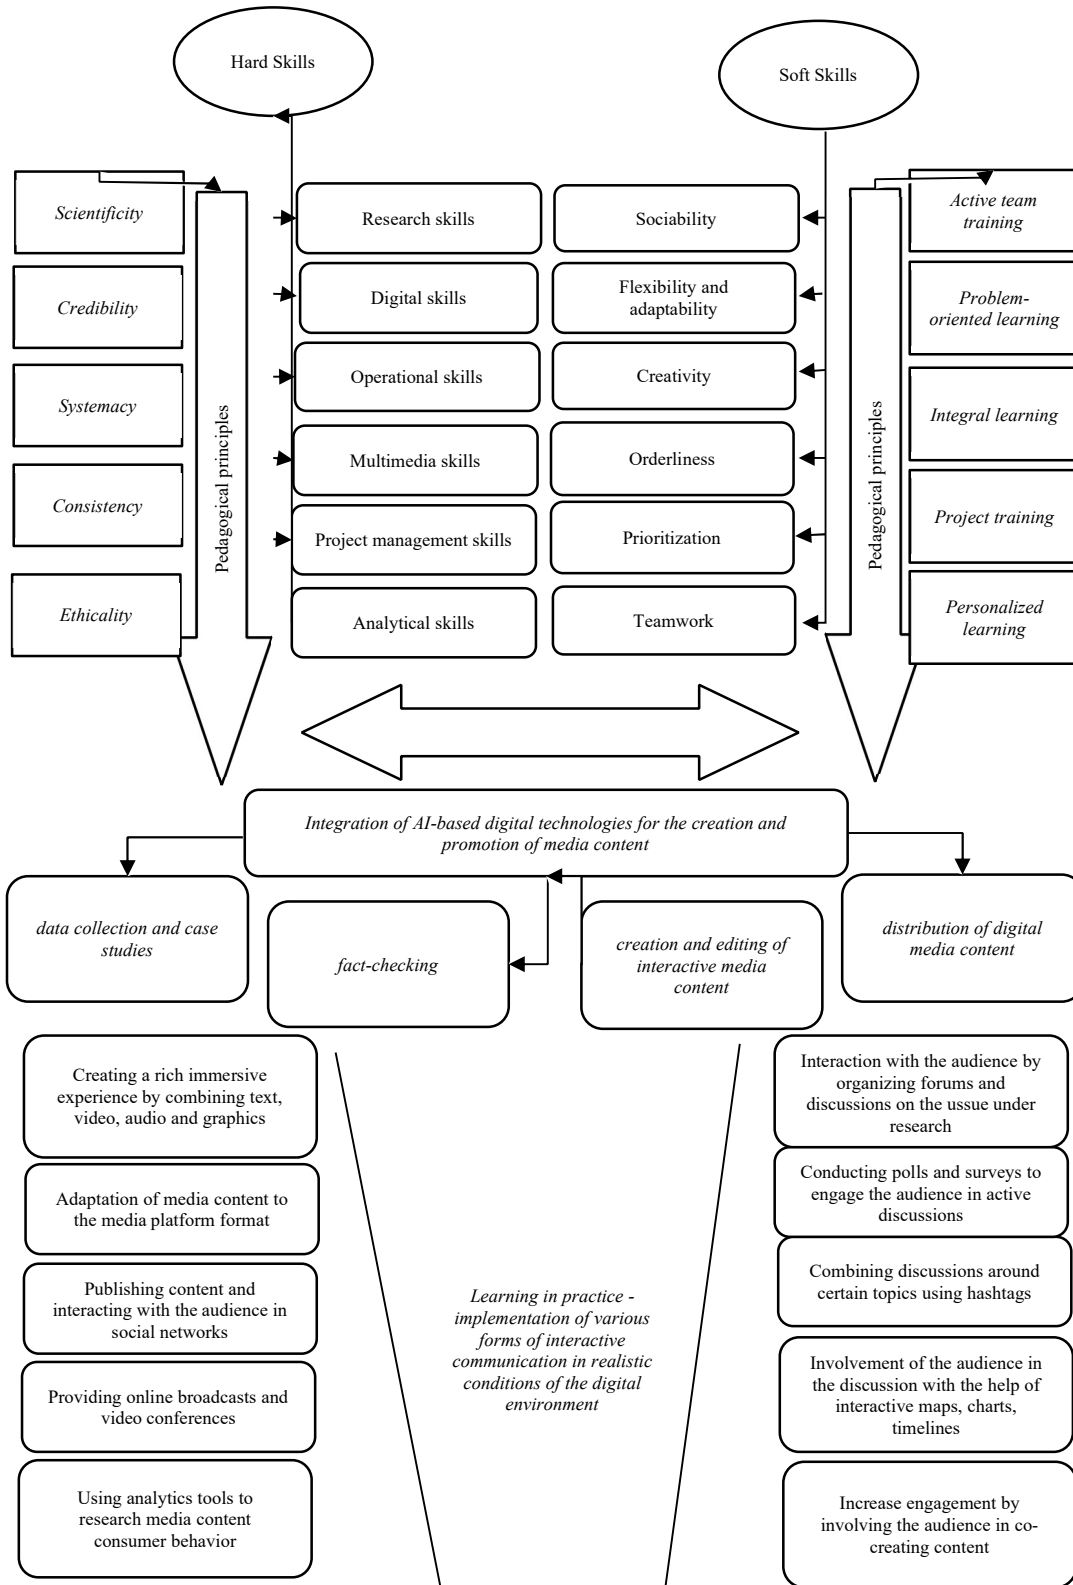 Hard Skills
Soft Skills
Scientificity
Credibility
Systemacy
Consistency
Ethicality
Pedagogical principles
Research skills
Digital skills
Operational skills
Multimedia skills
Project management skills
Analytical skills
Sociability
Flexibility and
adaptability
Creativity
Orderliness
Prioritization
Teamwork
Pedagogical principles
Active team
training
Problem-
oriented learning
Integral learning
Project training
Personalized
learning
Integration of AI-based digital technologies for the creation and
promotion of media content
data collection and case
studies
fact-checking
creation and editing of
interactive media
content
distribution of digital
media content
Creating a rich immersive
experience by combining text,
video, audio and graphics
Adaptation of media content to
the media platform format
Publishing content and
interacting with the audience in
social networks
Providing online broadcasts and
video conferences
Using analytics tools to
research media content
consumer behavior
Learning in practice -
implementation of various
forms of interactive
communication in realistic
conditions of the digital
environment
Interaction with the audience by
organizing forums and
discussions on the ussue under
research
Conducting polls and surveys to
engage the audience in active
discussions
Combining discussions around
certain topics using hashtags
Involvement of the audience in
the discussion with the help of
interactive maps, charts,
timelines
Increase engagement by
involving the audience in co-
creating content